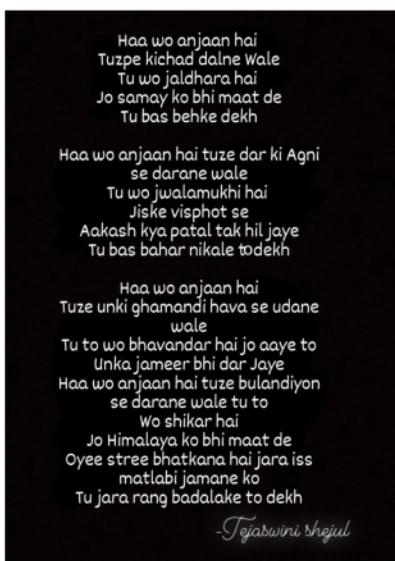 Haa wo anjaan hai
Tuzpe kichad dalne Wale
Tu wo jaldhara hai
Jo samay ko bhi maat de
Tu bas behke dekh
Haa wo anjaan hai tuze dar ki Agni
se darane wale
Tu wo jwalamukhi hai
Jiske visphot se
Aakash kya patal tak hil jaye
Tu bas bahar nikale todekh
Haa wo anjaan hai
Tuze unki ghamandi hava se udane
wale
Tu to wo bhavandar hai jo aaye to
Unka jameer bhi dar Jaye
Haa wo anjaan hai tuze bulandiyon
se darane wale tu to
Wo shikar hai
Jo Himalaya ko bhi maat de
Oyee stree bhatkana hai jara iss
matlabi jamane ko
Tu jara rang badalake to dekh
-Tejaswini shejul